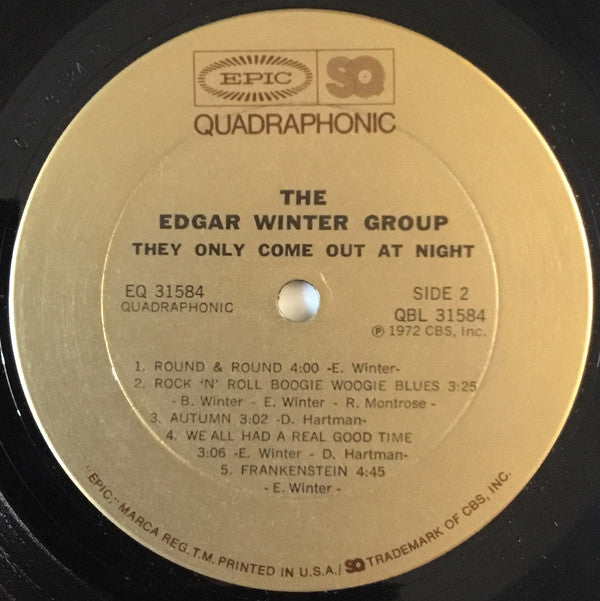 EPIC SQ
QUADRAPHONIC
THE
EDGAR WINTER GROUP
THEY ONLY COME OUT AT NIGHT
EQ 31584
QUADRAPHONIC
SIDE 2
QBL 31584
℗ 1972 CBS, Inc.
1. ROUND & ROUND 4:00 -E. Winter-
2. ROCK 'N' ROLL BOOGIE WOOGIE BLUES 3:25
- B. Winter - E. Winter - R. Montrose -
3. AUTUMN 3:02 -D. Hartman-
4. WE ALL HAD A REAL GOOD TIME
3:06 -E. Winter - D. Hartman-
5. FRANKENSTEIN 4:45
- E. Winter -
"EPIC," MARCA REG. T.M. PRINTED IN U.S.A./ SQ TRADEMARK OF CBS, INC.